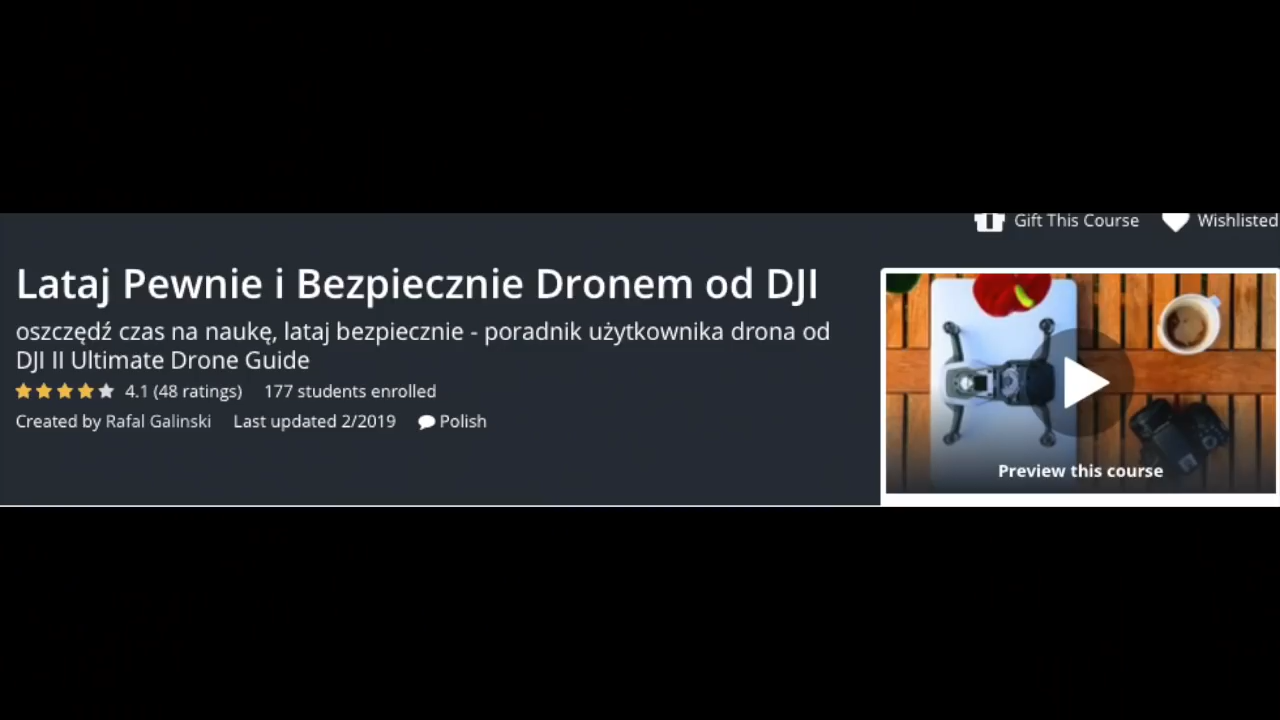 Gift This Course Wishlisted
Lataj Pewnie i Bezpiecznie Dronem od DJI
oszczędź czas na naukę, lataj bezpiecznie - poradnik użytkownika drona od
DJI II Ultimate Drone Guide
4.1 (48 ratings) 177 students enrolled
Created by Rafal Galinski Last updated 2/2019 Polish
Preview this course